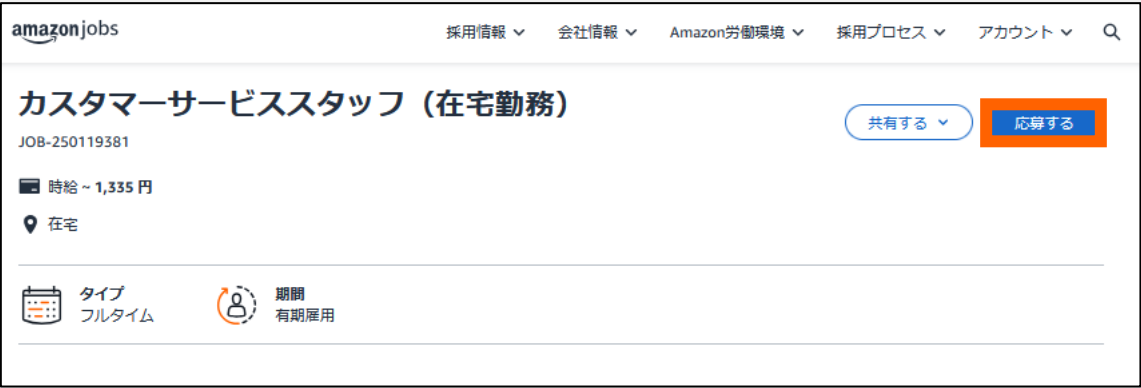 amazonjobs
採用情報 会社情報 Amazon労働環境 採用プロセス アカウント
カスタマーサービススタッフ（在宅勤務）
共有する 応募する
JOB-250119381
時給 ~ 1,335 円
在宅
タイプ 期間
フルタイム 有期雇用